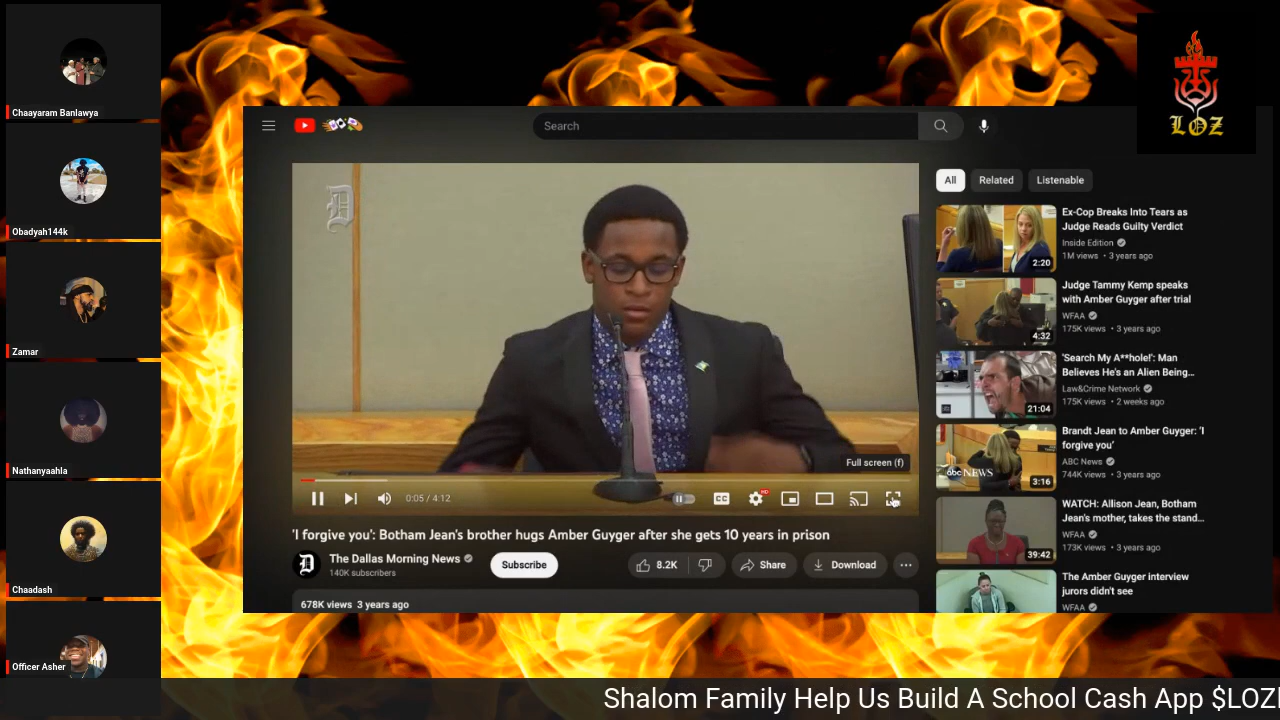 Chaayaram Banlawya
Obadyah144k
Zamar
Nathanyaahla
Chaadash
Officer Asher
LOZ
Search
D
Full screen (f)
0:05 / 4:12
CC
HD
'I forgive you': Botham Jean's brother hugs Amber Guyger after she gets 10 years in prison
D
The Dallas Morning News
140K subscribers
Subscribe
8.2K
Share
Download
678K views 3 years ago
All
Related
Listenable
2:20
Ex-Cop Breaks Into Tears as
Judge Reads Guilty Verdict
Inside Edition
1M views • 3 years ago
4:32
Judge Tammy Kemp speaks
with Amber Guyger after trial
WFAA
175K views • 3 years ago
21:04
'Search My A**hole!': Man
Believes He's an Alien Being...
Law&Crime Network
175K views • 2 weeks ago
abc NEWS
3:16
Brandt Jean to Amber Guyger: 'I
forgive you'
ABC News
744K views • 3 years ago
39:42
WATCH: Allison Jean, Botham
Jean's mother, takes the stand...
WFAA
173K views • 3 years ago
The Amber Guyger interview
jurors didn't see
WFAA
Shalom Family Help Us Build A School Cash App $LOZ